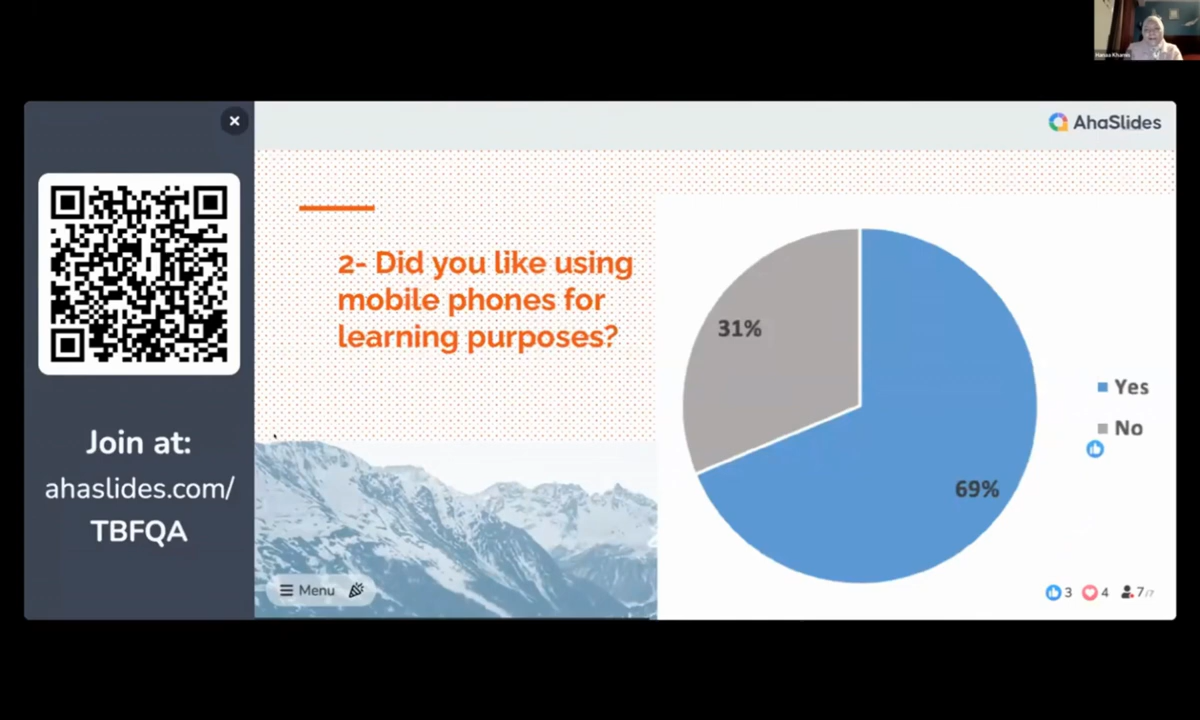 AhaSlides
2- Did you like using
mobile phones for
learning purposes?
31%
69%
Yes
No
Join at:
ahaslides.com/
TBFQA
Menu
3
4
7/7